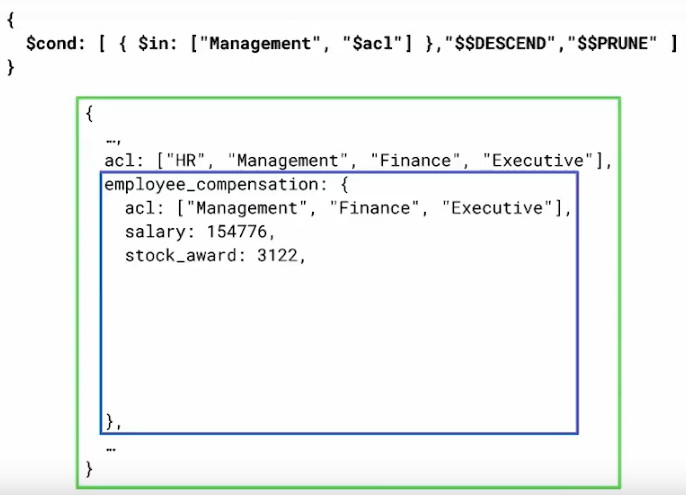 {
$cond: [ { $in: ["Management", "$acl"] },"$$DESCEND","$$PRUNE" ]
}
{
…,
acl: ["HR", "Management", "Finance", "Executive"],
employee_compensation: {
acl: ["Management", "Finance", "Executive"],
salary: 154776,
stock_award: 3122,
},
…
}